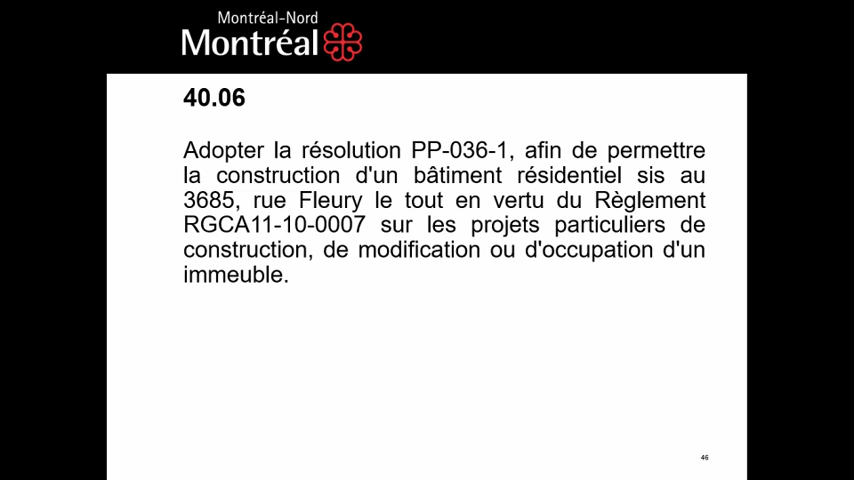 Montréal-Nord
Montréal
40.06
Adopter la résolution PP-036-1, afin de permettre
la construction d'un bâtiment résidentiel sis au
3685, rue Fleury le tout en vertu du Règlement
RGCA11-10-0007 sur les projets particuliers de
construction, de modification ou d'occupation d'un
immeuble.
46